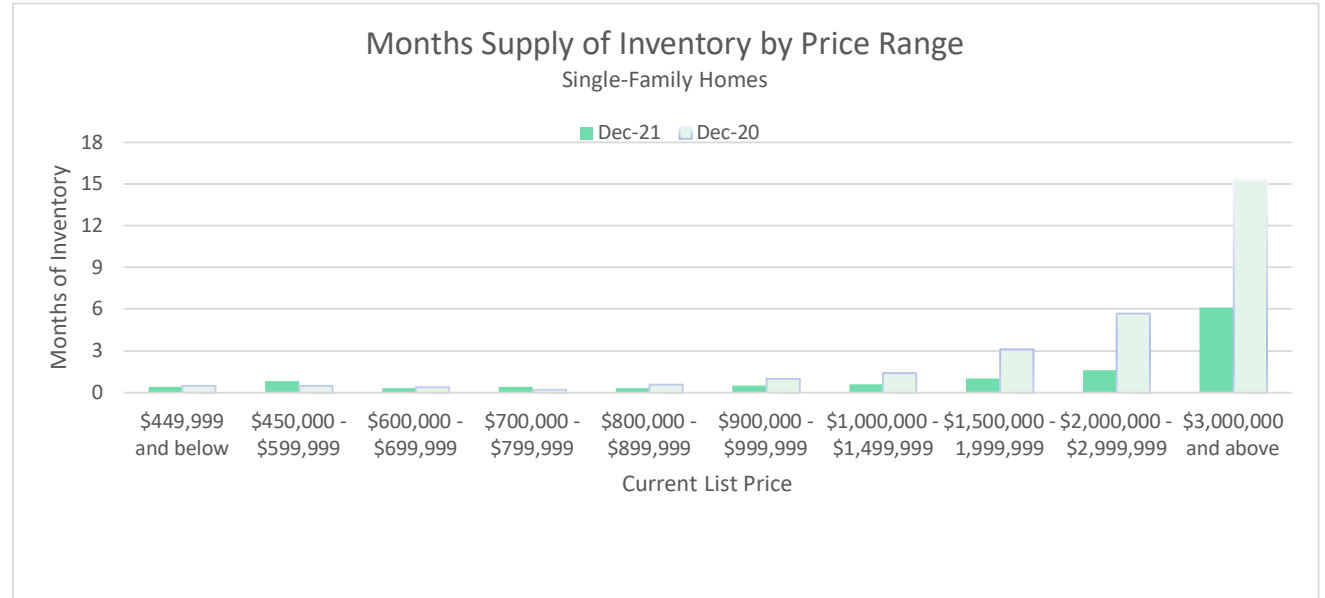 Months Supply of Inventory by Price Range
Single-Family Homes
Dec-21 Dec-20
18
15
12
9
6
3
0
Months of Inventory
$449,999 $450,000 - $600,000 - $700,000 - $800,000 - $900,000 - $1,000,000 - $1,500,000 - $2,000,000 - $3,000,000
and below $599,999 $699,999 $799,999 $899,999 $999,999 $1,499,999 1,999,999 $2,999,999 and above
Current List Price